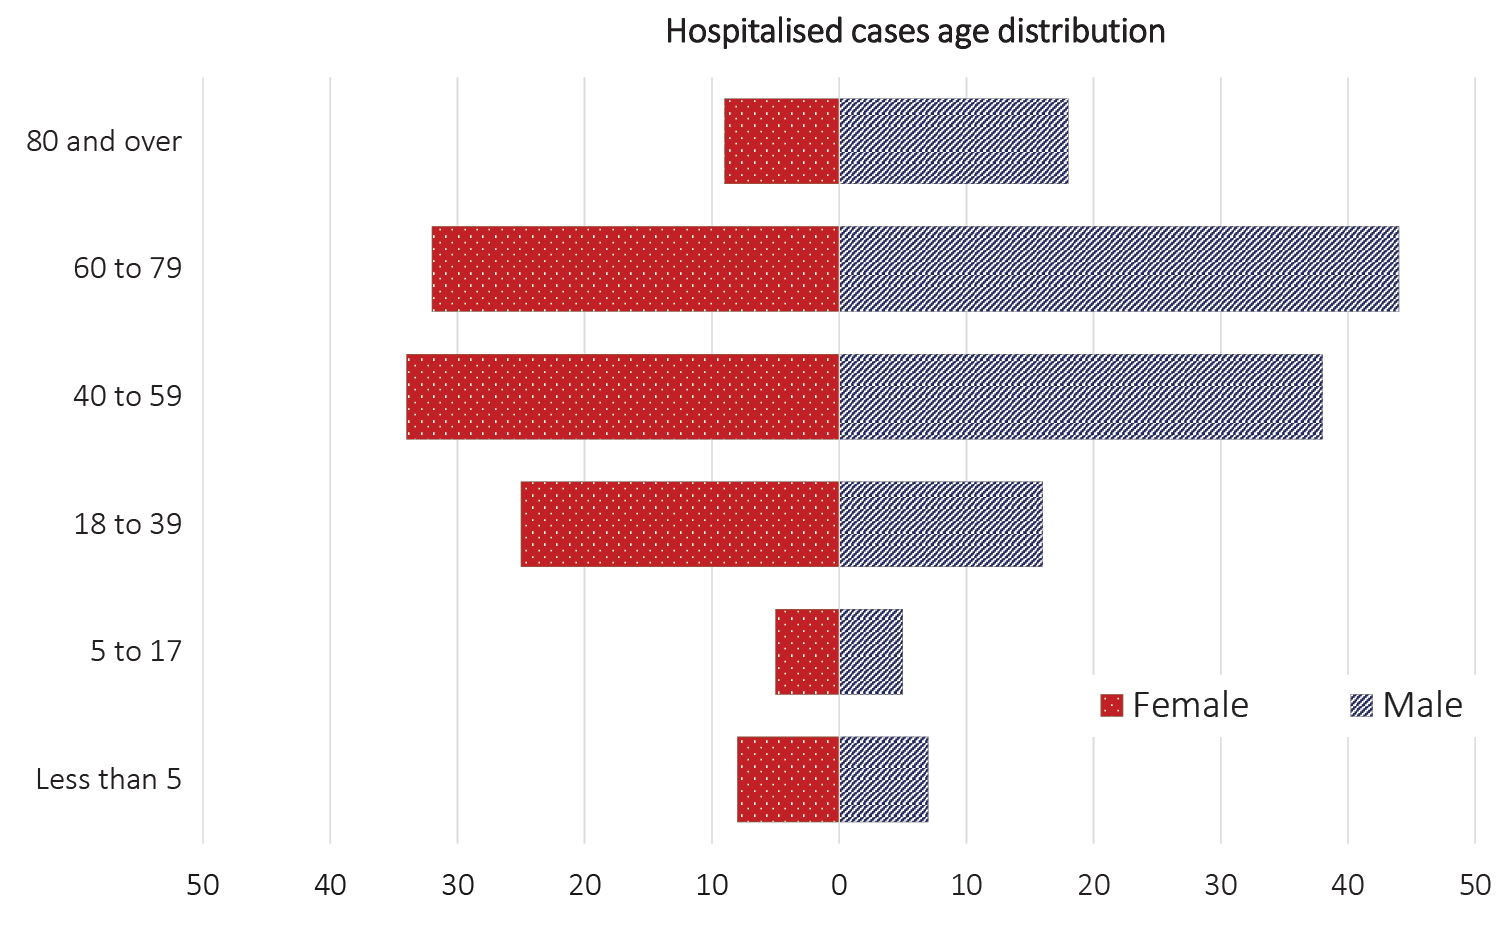 Hospitalised cases age distribution
80 and over
60 to 79
40 to 59
18 to 39
5 to 17
Less than 5
Female Male
50 40 30 20 10 0 10 20 30 40 50